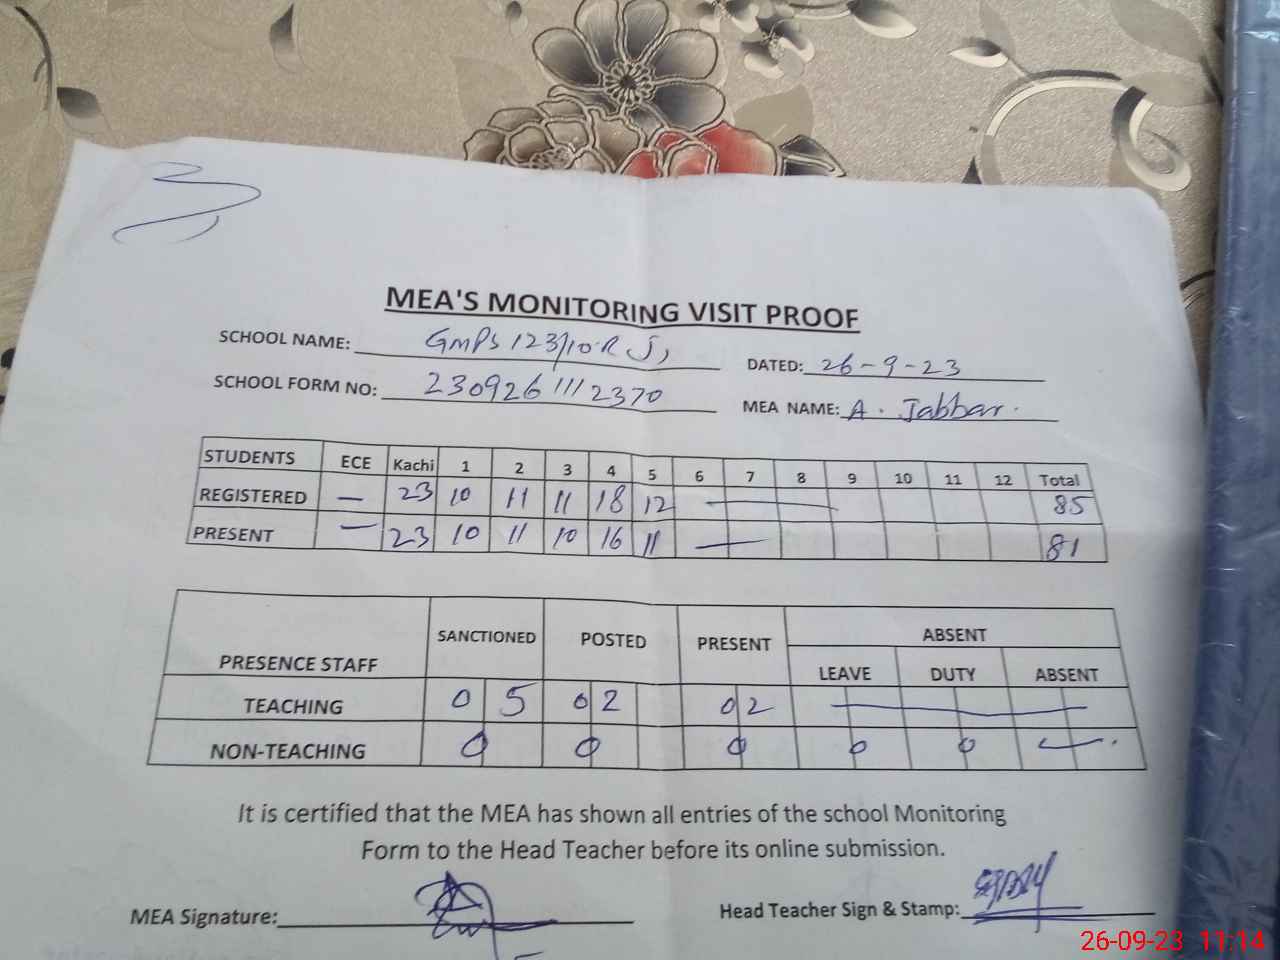 MEA'S MONITORING VISIT PROOF
SCHOOL NAME: GMPS 123/10.R J,
DATED: 26-9-23
SCHOOL FORM NO: 230926 111 2370
MEA NAME: A. Jabbar.
STUDENTS ECE Kachi 1 2 3 4 5 6 7 8 9 10 11 12 Total
REGISTERED — 23 10 11 11 18 12 — 85
PRESENT — 23 10 11 10 16 11 — 81
PRESENCE STAFF SANCTIONED POSTED PRESENT ABSENT
LEAVE DUTY ABSENT
TEACHING 05 02 02 —
NON-TEACHING 0 0 0 0 0 —
It is certified that the MEA has shown all entries of the school Monitoring
Form to the Head Teacher before its online submission.
MEA Signature:
Head Teacher Sign & Stamp:
26-09-23 11:14